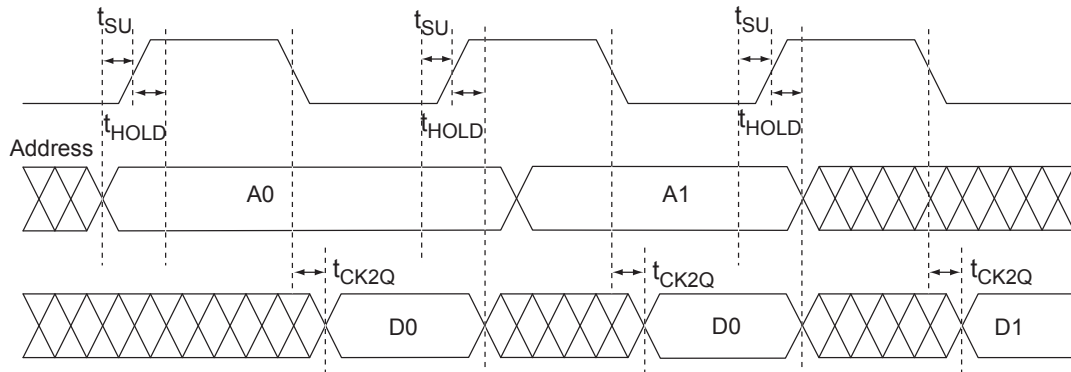 tSU tSU tSU
tHOLD tHOLD tHOLD
Address
A0 A1
tCK2Q tCK2Q tCK2Q
D0 D0 D1